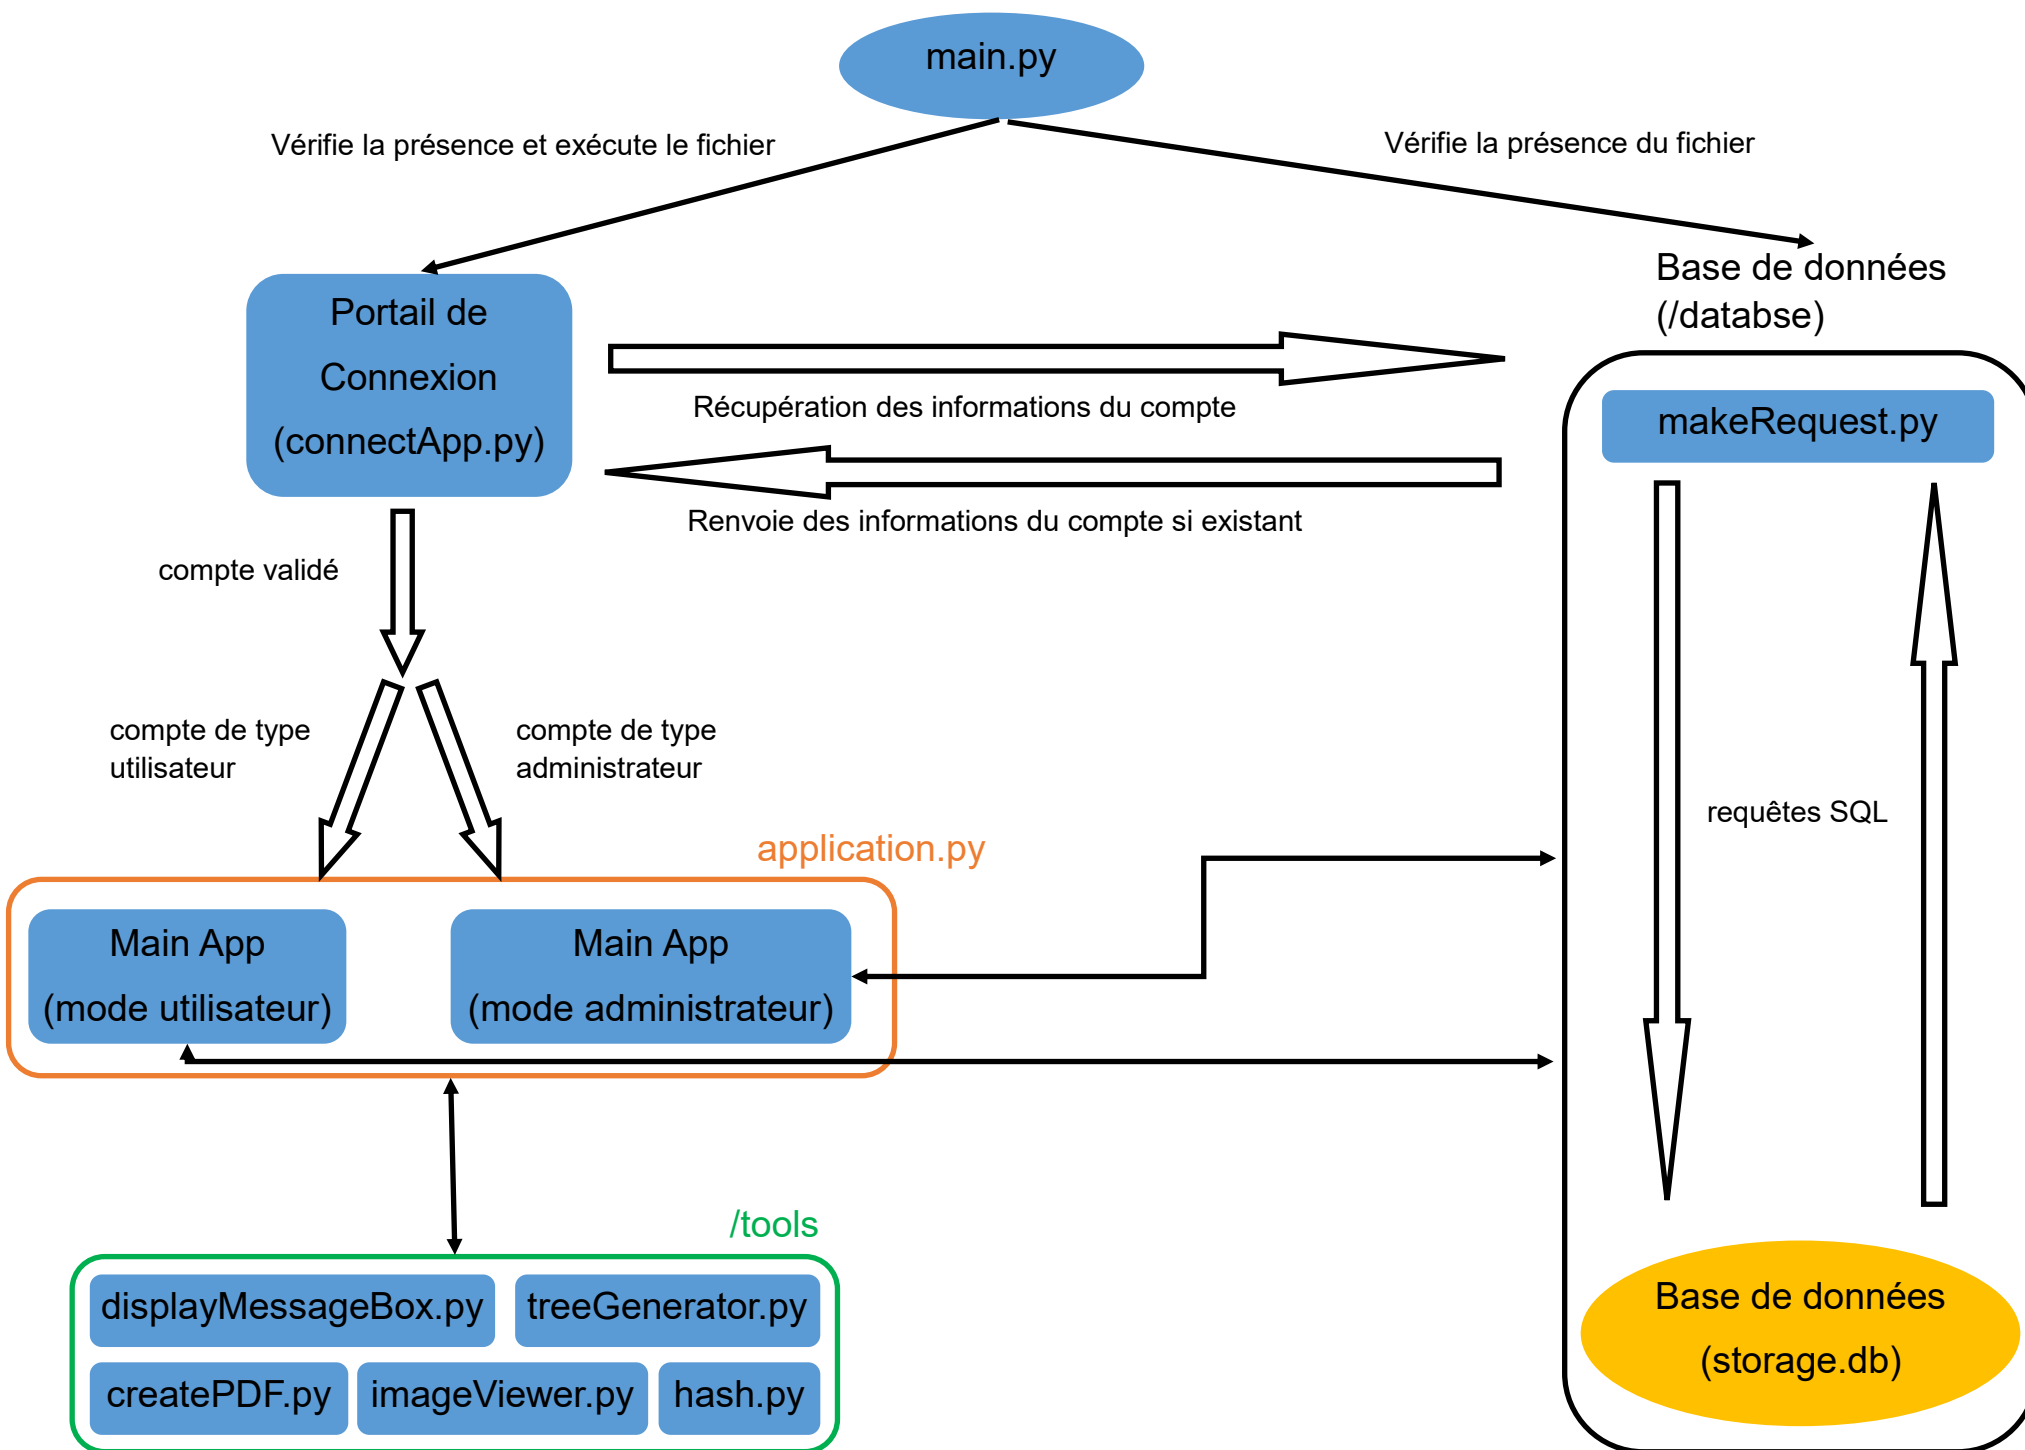 main.py
Vérifie la présence et exécute le fichier
Vérifie la présence du fichier
Base de données
(/databse)
Portail de
Connexion
(connectApp.py)
Récupération des informations du compte
Renvoie des informations du compte si existant
makeRequest.py
compte validé
compte de type
utilisateur
compte de type
administrateur
requêtes SQL
application.py
Main App
(mode utilisateur)
Main App
(mode administrateur)
/tools
displayMessageBox.py
treeGenerator.py
createPDF.py
imageViewer.py
hash.py
Base de données
(storage.db)